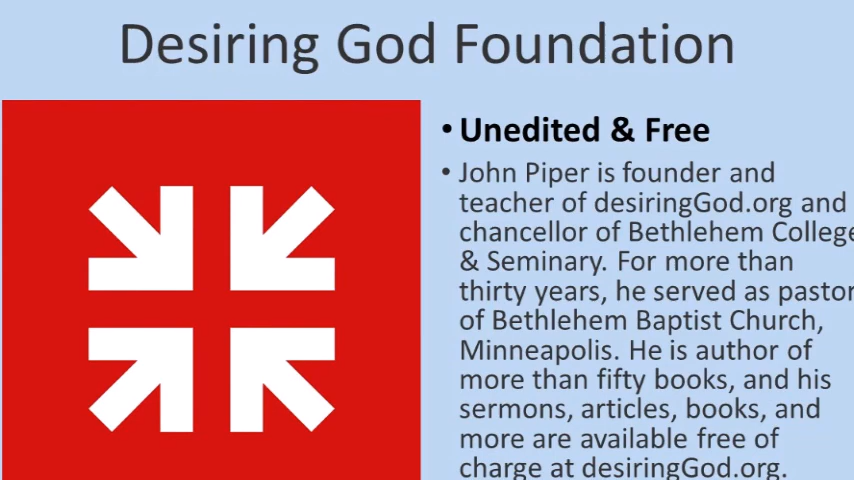 Desiring God Foundation
• Unedited & Free
• John Piper is founder and
teacher of desiringGod.org and
chancellor of Bethlehem College
& Seminary. For more than
thirty years, he served as pastor
of Bethlehem Baptist Church,
Minneapolis. He is author of
more than fifty books, and his
sermons, articles, books, and
more are available free of
charge at desiringGod.org.